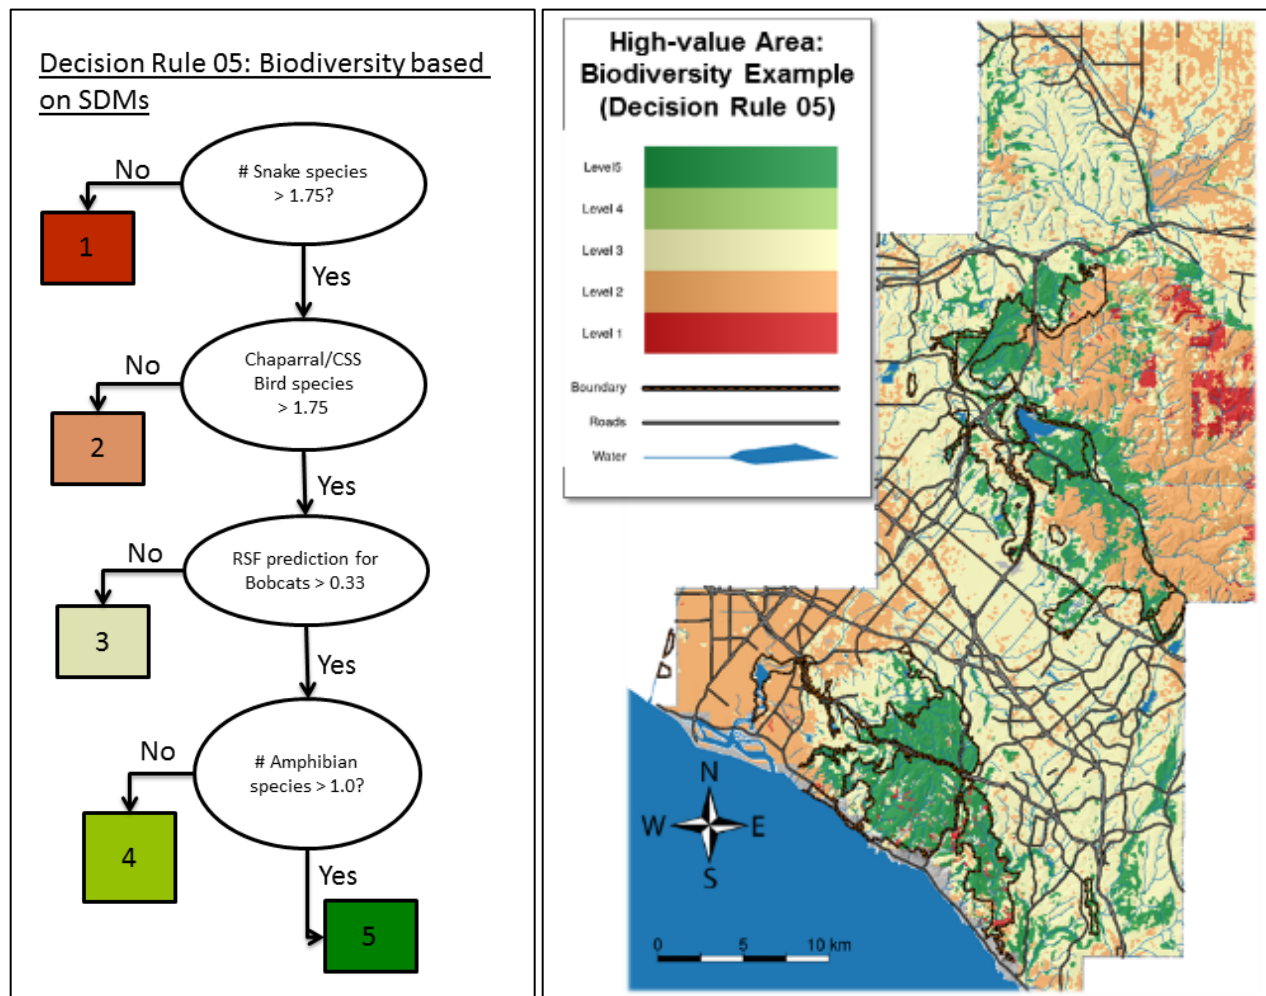 Decision Rule 05: Biodiversity based
on SDMs
No
# Snake species
> 1.75?
1
Yes
No
Chaparral/CSS
Bird species
> 1.75
2
Yes
No
RSF prediction for
Bobcats > 0.33
3
Yes
No
# Amphibian
species > 1.0?
4
Yes
5
High-value Area:
Biodiversity Example
(Decision Rule 05)
Level5
Level 4
Level 3
Level 2
Level 1
Boundary
Roads
Water
N
W E
S
0 5 10 km